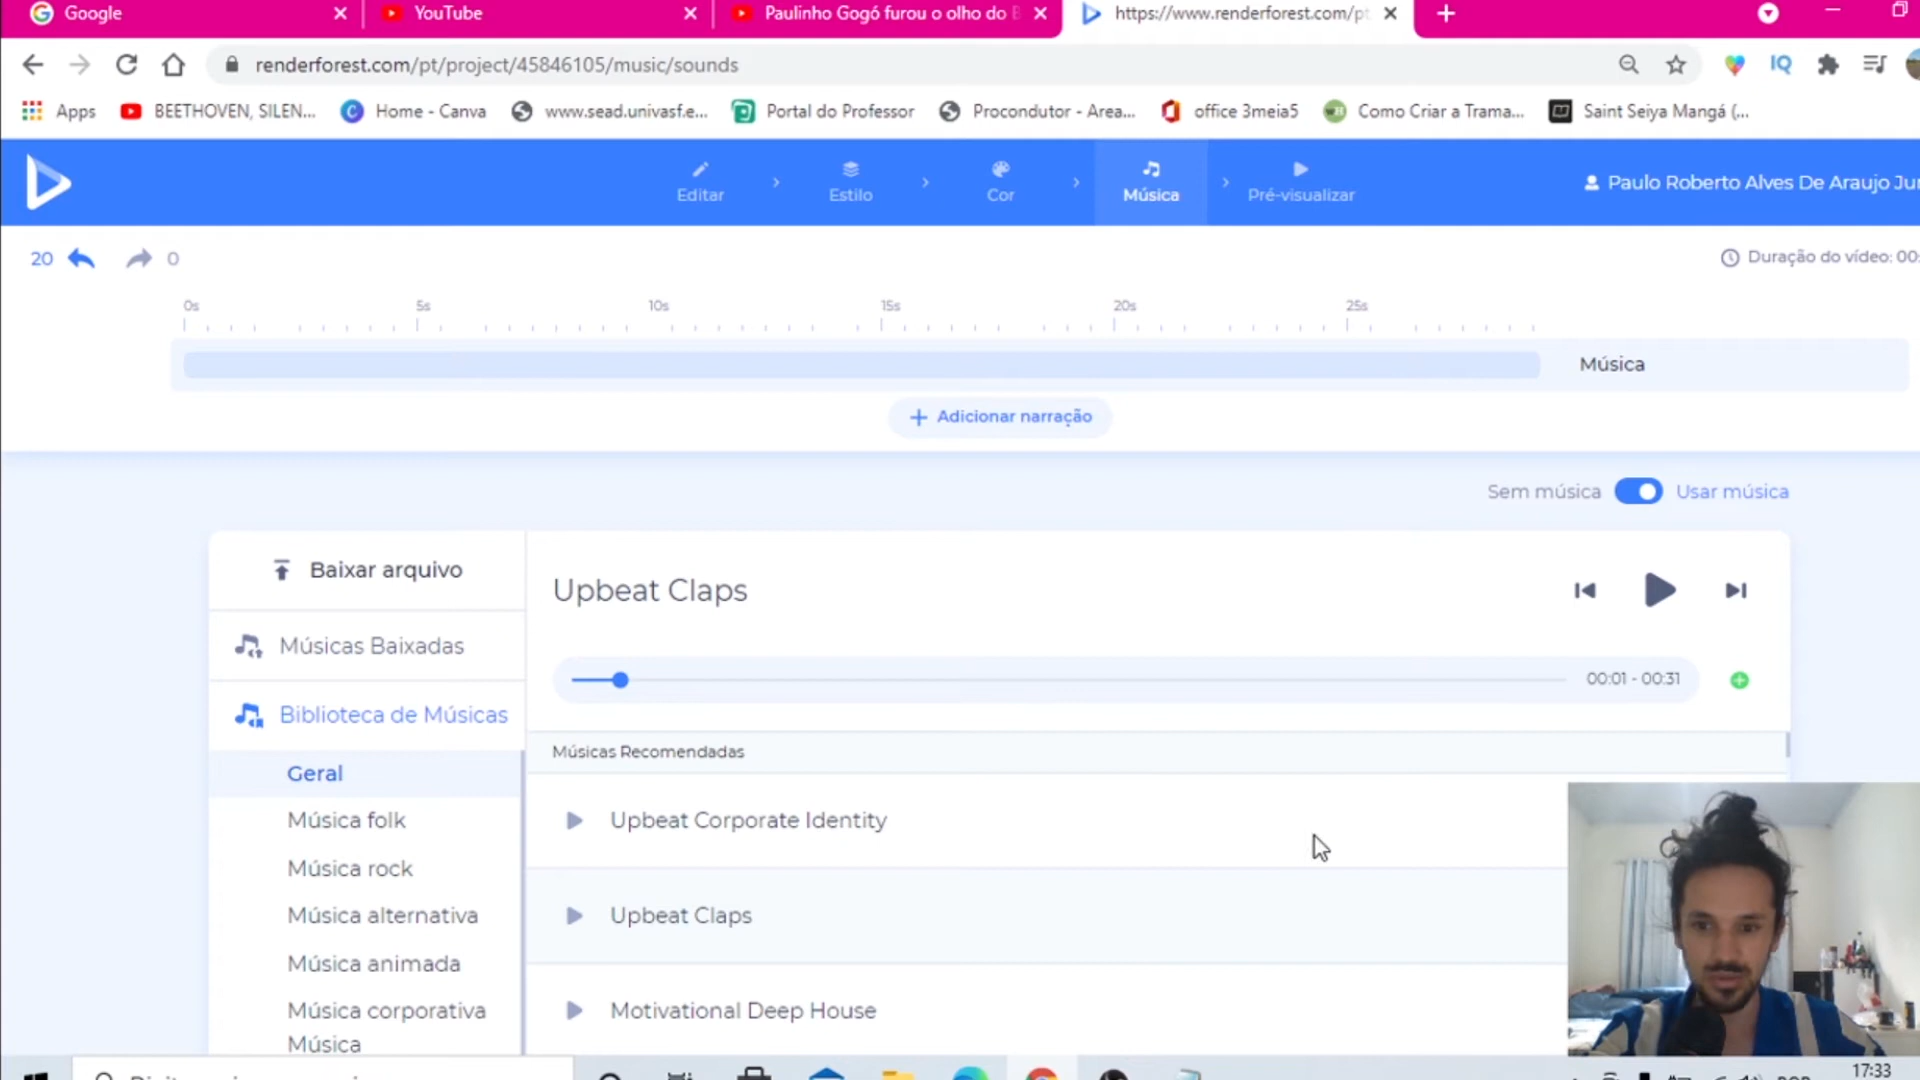 Google
YouTube
Paulinho Gogó furou o olho do
https://www.renderforest.com/pt
renderforest.com/pt/project/45846105/music/sounds
IQ
Apps
BEETHOVEN, SILEN...
Home - Canva
www.sead.univasf.e...
Portal do Professor
Procondutor - Area...
office 3meia5
Como Criar a Trama...
Saint Seiya Mangá (...
Editar
Estilo
Cor
Música
Pré-visualizar
Paulo Roberto Alves De Araujo Jun
20
0
Duração do vídeo: 00:
0s
5s
10s
15s
20s
25s
Música
+ Adicionar narração
Sem música
Usar música
Baixar arquivo
Músicas Baixadas
Biblioteca de Músicas
Geral
Música folk
Música rock
Música alternativa
Música animada
Música corporativa
Música
Upbeat Claps
00:01 - 00:31
Músicas Recomendadas
Upbeat Corporate Identity
Upbeat Claps
Motivational Deep House
17:33